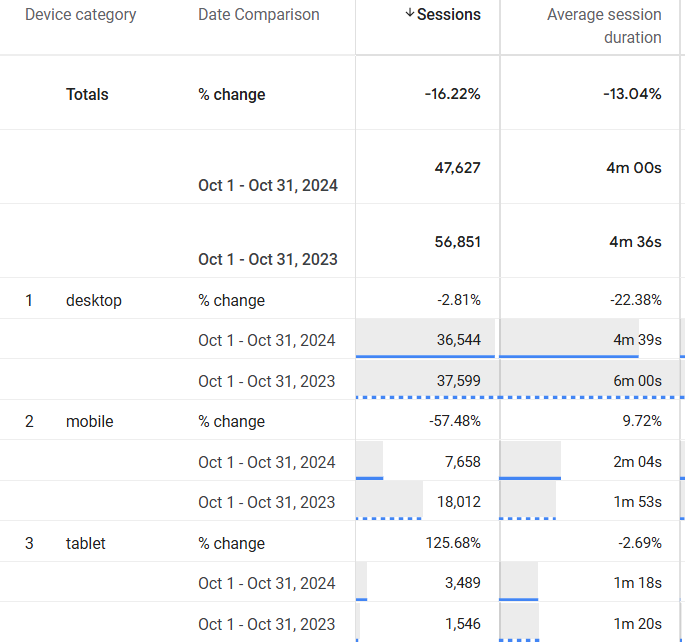 Device category Date Comparison ↓ Sessions Average session
duration
Totals % change -16.22% -13.04%
47,627 4m 00s
Oct 1 - Oct 31, 2024
56,851 4m 36s
Oct 1 - Oct 31, 2023
1 desktop % change -2.81% -22.38%
Oct 1 - Oct 31, 2024 36,544 4m 39s
Oct 1 - Oct 31, 2023 37,599 6m 00s
2 mobile % change -57.48% 9.72%
Oct 1 - Oct 31, 2024 7,658 2m 04s
Oct 1 - Oct 31, 2023 18,012 1m 53s
3 tablet % change 125.68% -2.69%
Oct 1 - Oct 31, 2024 3,489 1m 18s
Oct 1 - Oct 31, 2023 1,546 1m 20s